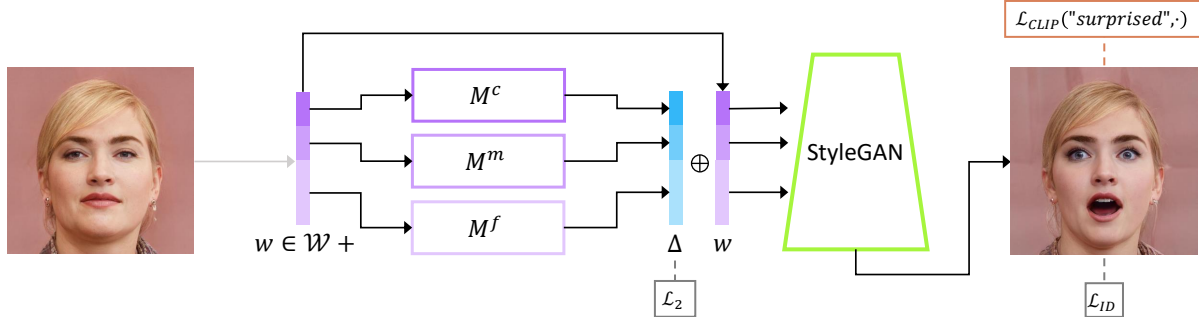 ℒ_CLIP("surprised",·)
M^c
M^m
StyleGAN
M^f
w ∈ 𝒲 +
Δ
⊕
w
ℒ_2
ℒ_ID